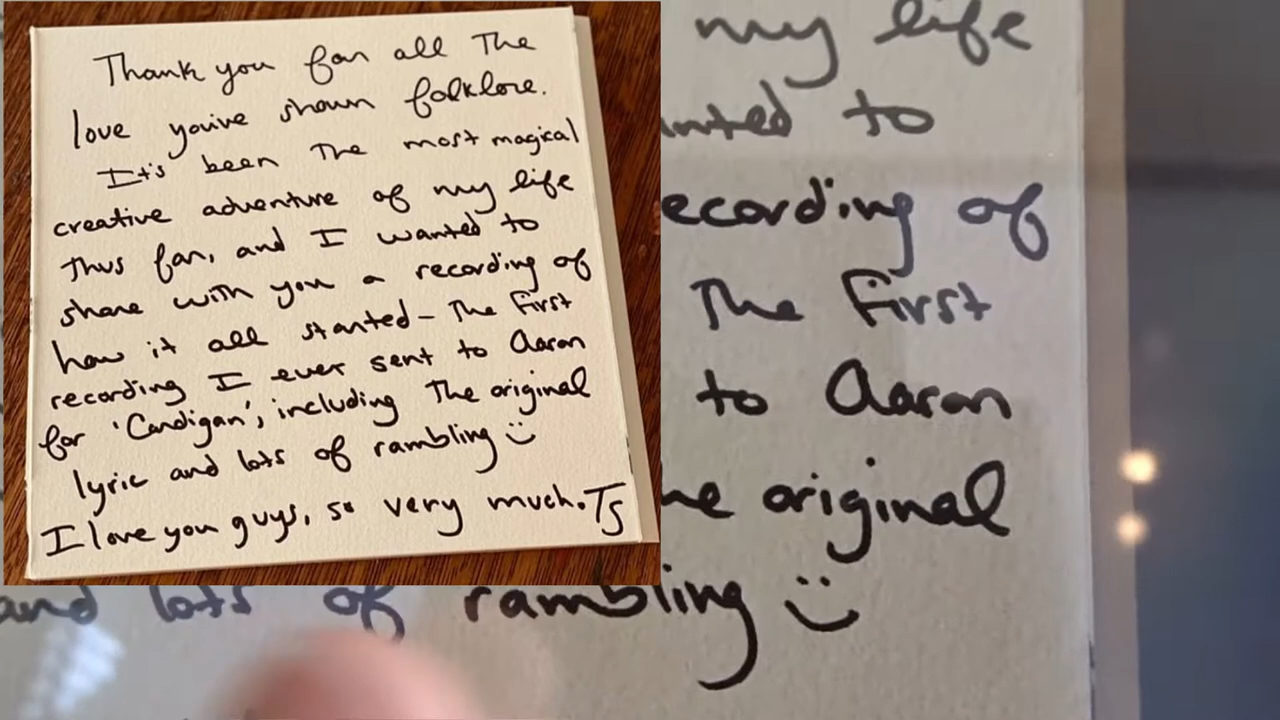 Thank you for all the
love you've shown folklore.
It's been the most magical
creative adventure of my life
thus far, and I wanted to
share with you a recording of
how it all started- the first
recording I ever sent to Aaron
for 'Cardigan', including the original
lyric and lots of rambling :)
I love you guys, so very much. TS
my life
to
of
the first
to Aaron
original
and lots of rambling :)